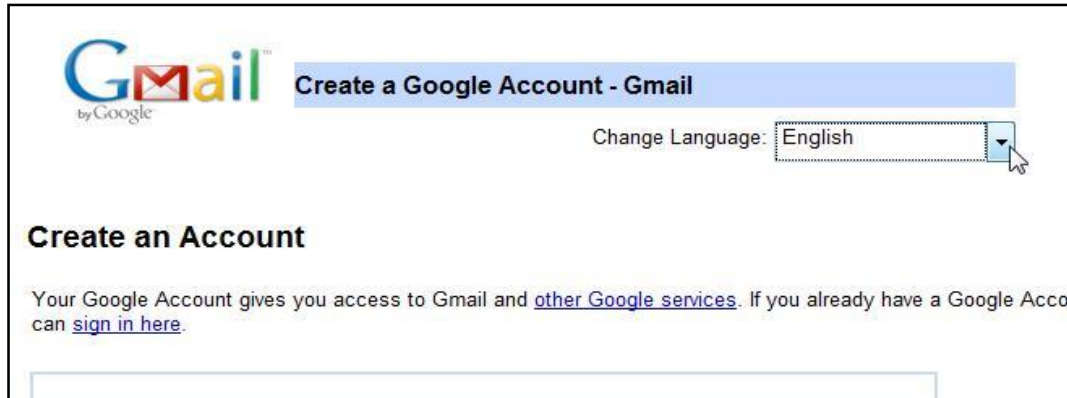 Gmail™
by Google
Create a Google Account - Gmail
Change Language: English
Create an Account
Your Google Account gives you access to Gmail and other Google services. If you already have a Google Acco
can sign in here.